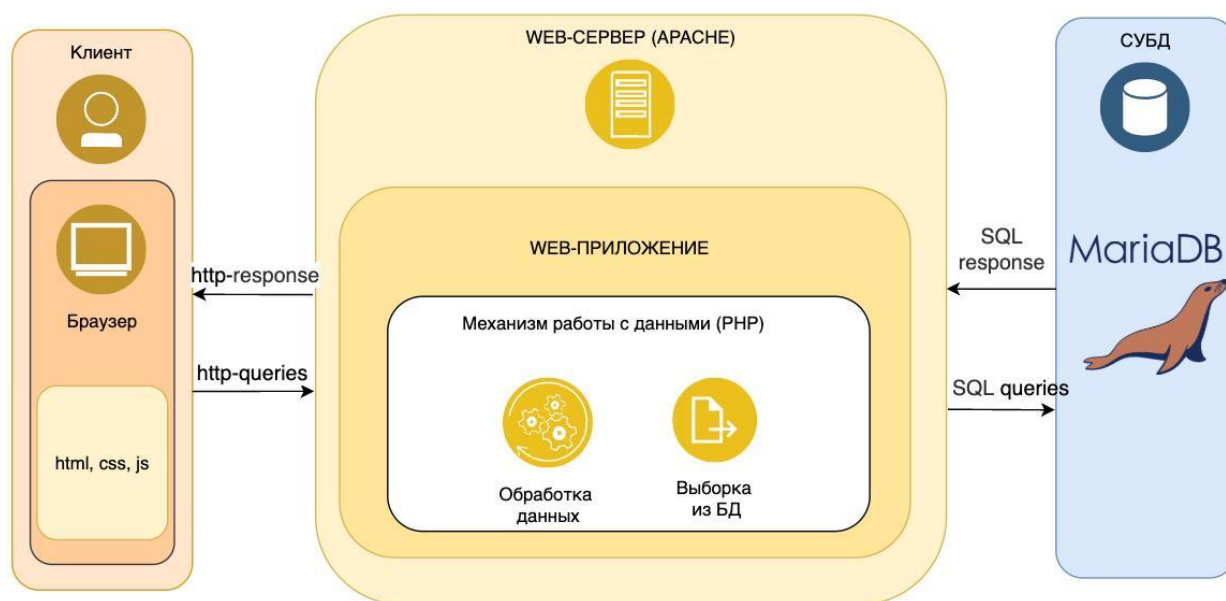 Клиент
Браузер
html, css, js
http-response
http-queries
WEB-СЕРВЕР (APACHE)
WEB-ПРИЛОЖЕНИЕ
Механизм работы с данными (PHP)
Обработка
данных
Выборка
из БД
SQL
response
SQL queries
СУБД
MariaDB